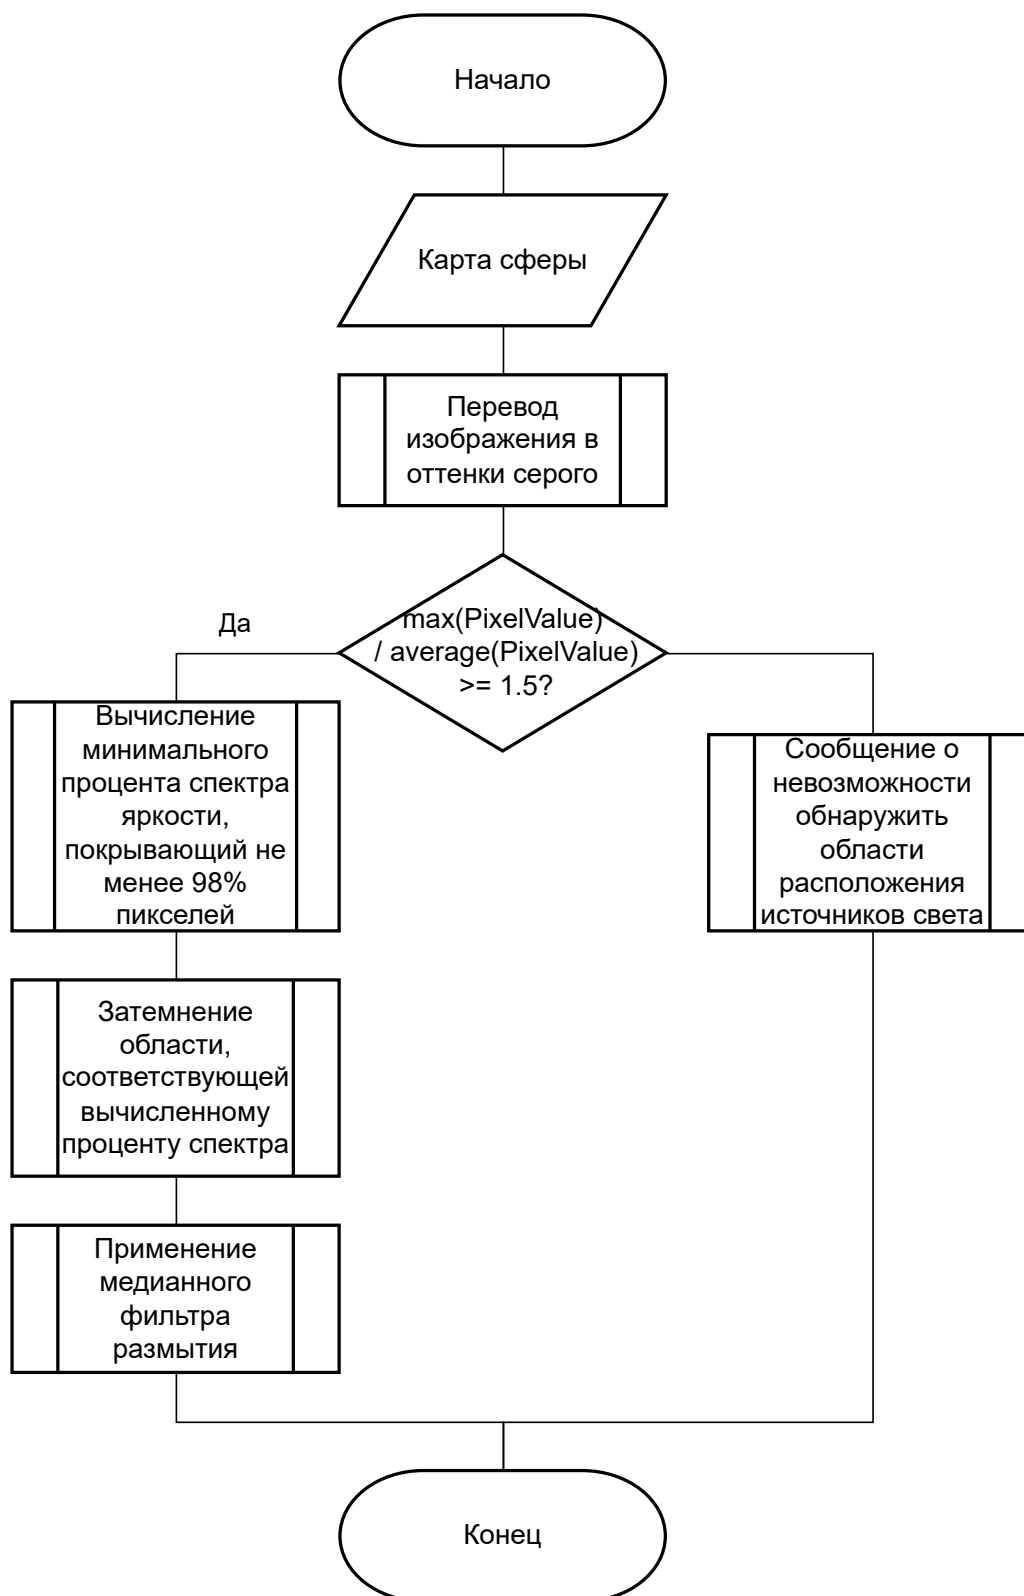 Начало
Карта сферы
Перевод
изображения в
оттенки серого
max(PixelValue)
/ average(PixelValue)
>= 1.5?
Да
Вычисление
минимального
процента спектра
яркости,
покрывающий не
менее 98%
пикселей
Сообщение о
невозможности
обнаружить
области
расположения
источников света
Затемнение
области,
соответствующей
вычисленному
проценту спектра
Применение
медианного
фильтра
размытия
Конец